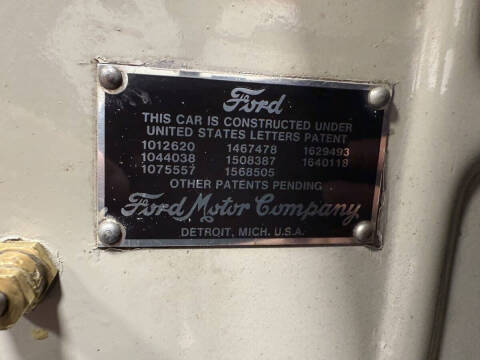 Ford
THIS CAR IS CONSTRUCTED UNDER
UNITED STATES LETTERS PATENT
1012620 1467478 1629493
1044038 1508387 1640118
1075557 1568505
OTHER PATENTS PENDING
Ford Motor Company
DETROIT, MICH. U.S.A.